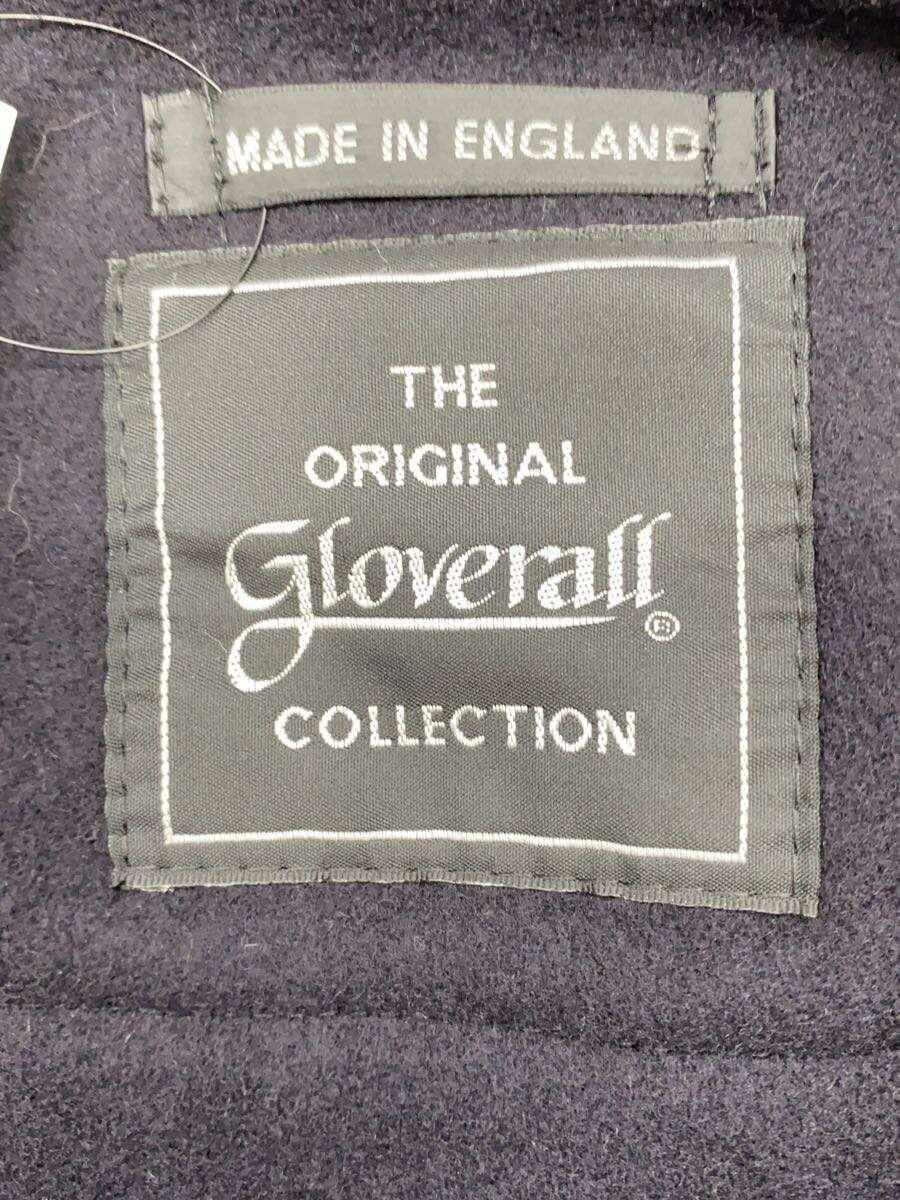 MADE IN ENGLAND
THE
ORIGINAL
Gloverall®
COLLECTION